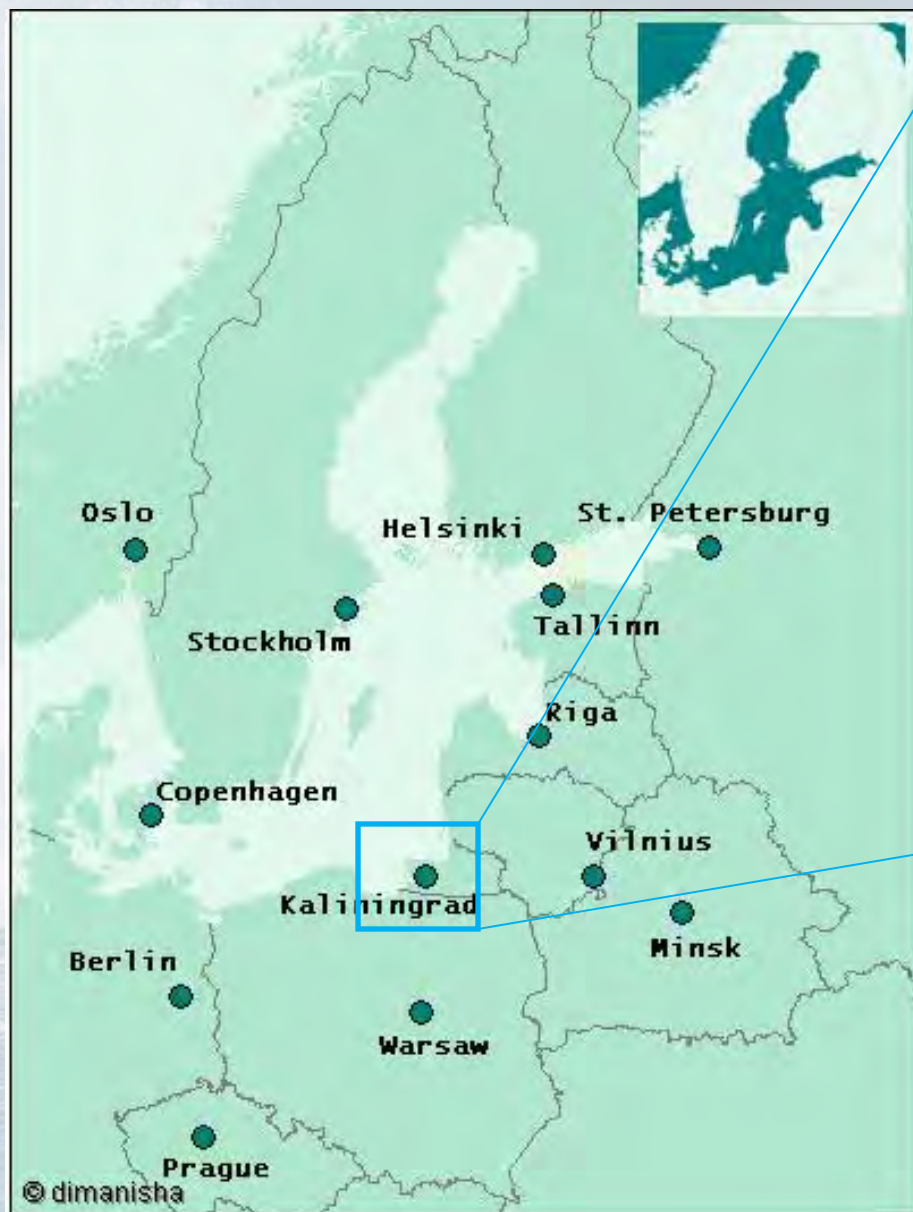 Oslo
Helsinki
St. Petersburg
Stockholm
Tallinn
Riga
Copenhagen
Vilnius
Kaliningrad
Minsk
Berlin
Warsaw
Prague
© dimanisha